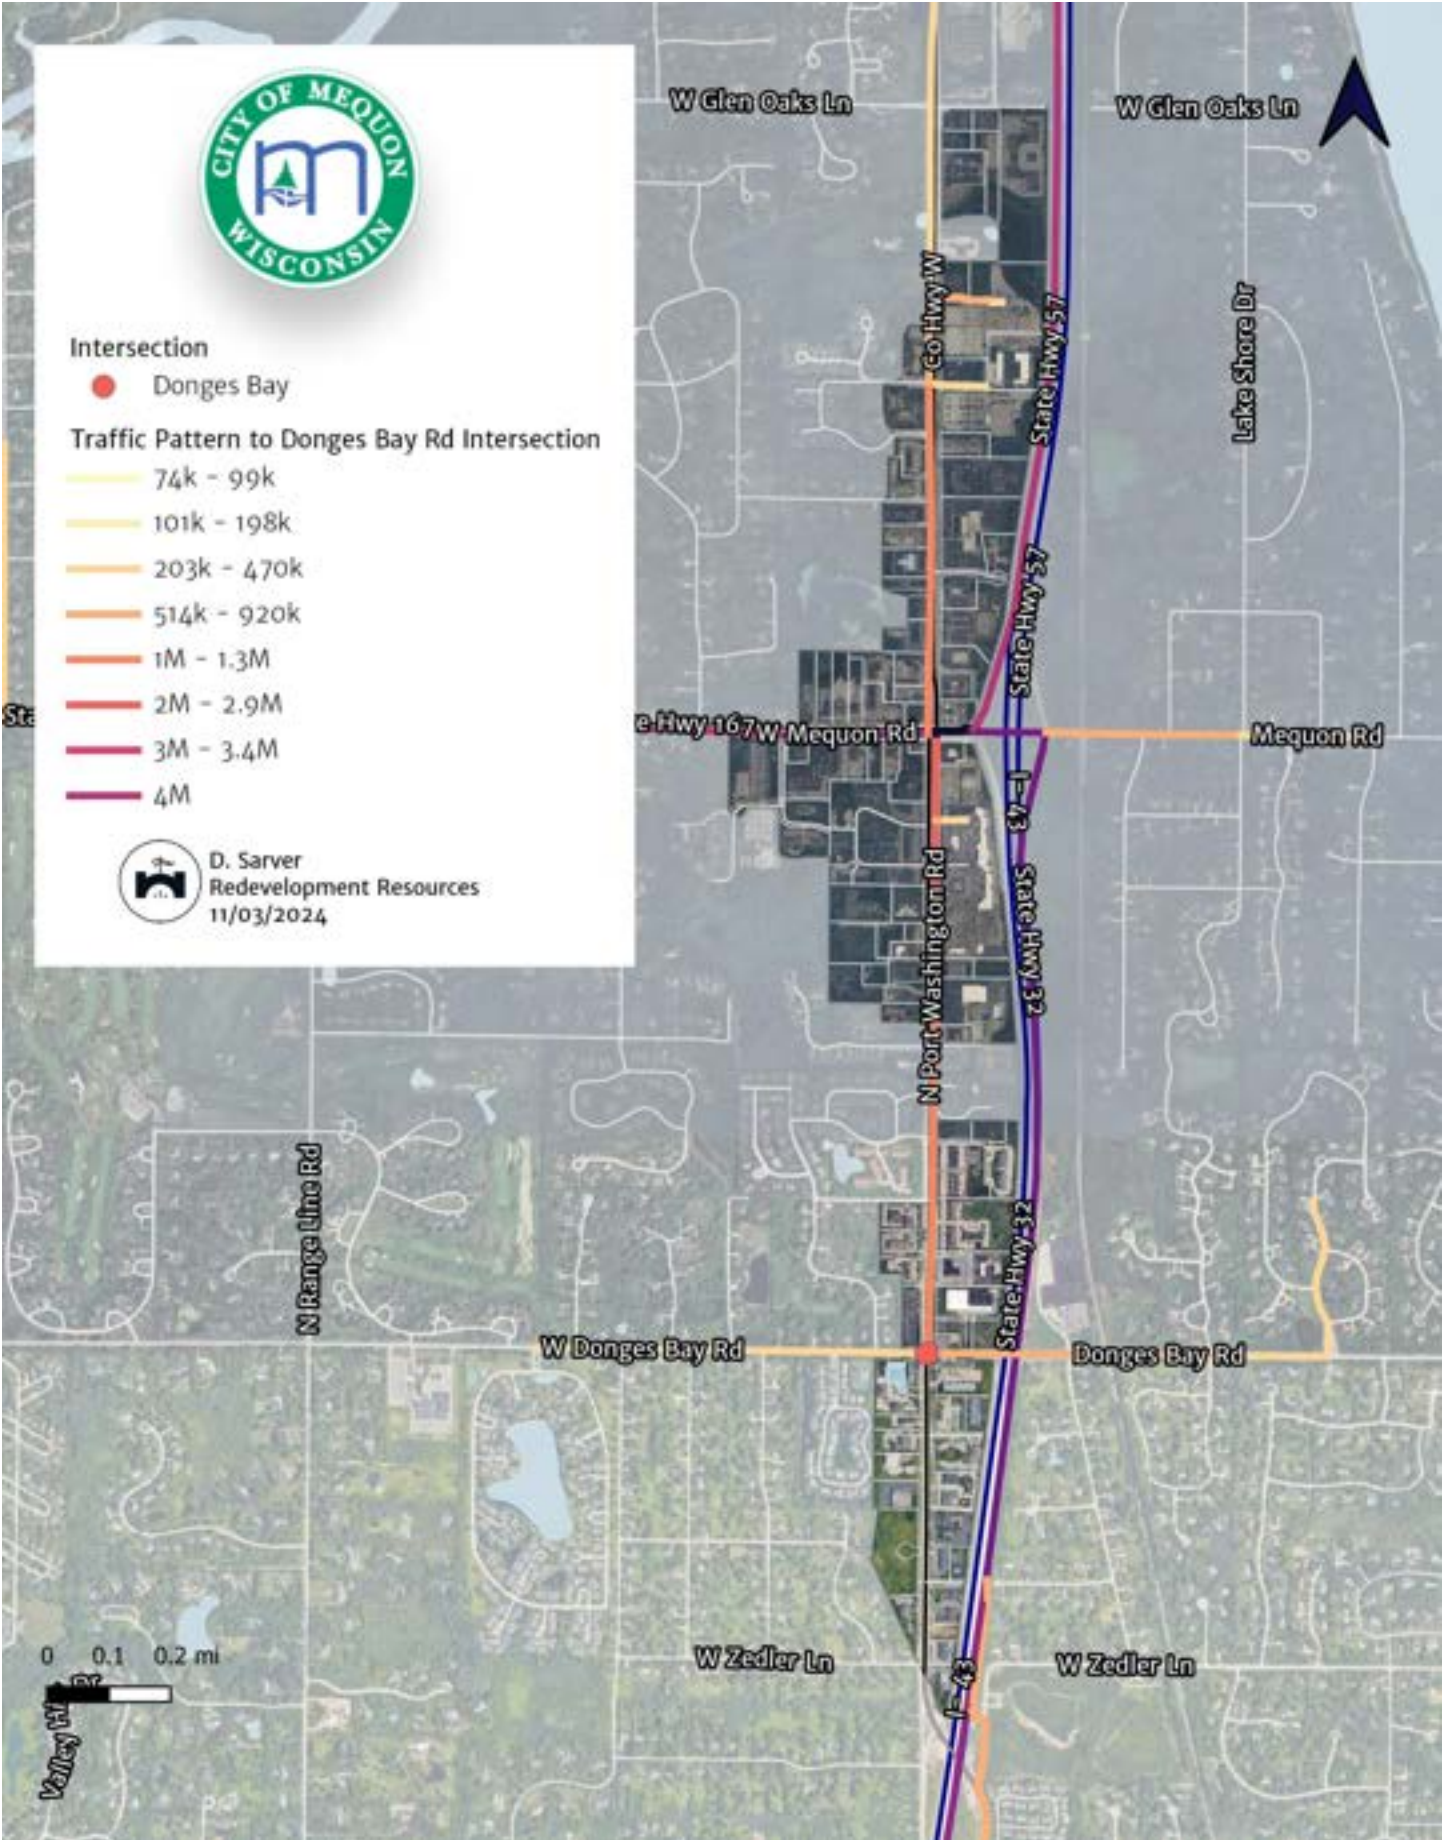 CITY OF MEQUON
WISCONSIN
Intersection
Donges Bay
Traffic Pattern to Donges Bay Rd Intersection
74k - 99k
101k - 198k
203k - 470k
514k - 920k
1M - 1.3M
2M - 2.9M
3M - 3.4M
4M
D. Sarver
Redevelopment Resources
11/03/2024
W Glen Oaks Ln
W Glen Oaks Ln
Co Hwy W
State Hwy 57
Lake Shore Dr
State Hwy 57
Sta
e Hwy 167
W Mequon Rd
Mequon Rd
I-43
State Hwy 32
N Port Washington Rd
N Range Line Rd
State Hwy 32
W Donges Bay Rd
Donges Bay Rd
W Zedler Ln
W Zedler Ln
I-43
0 0.1 0.2 mi
Valley